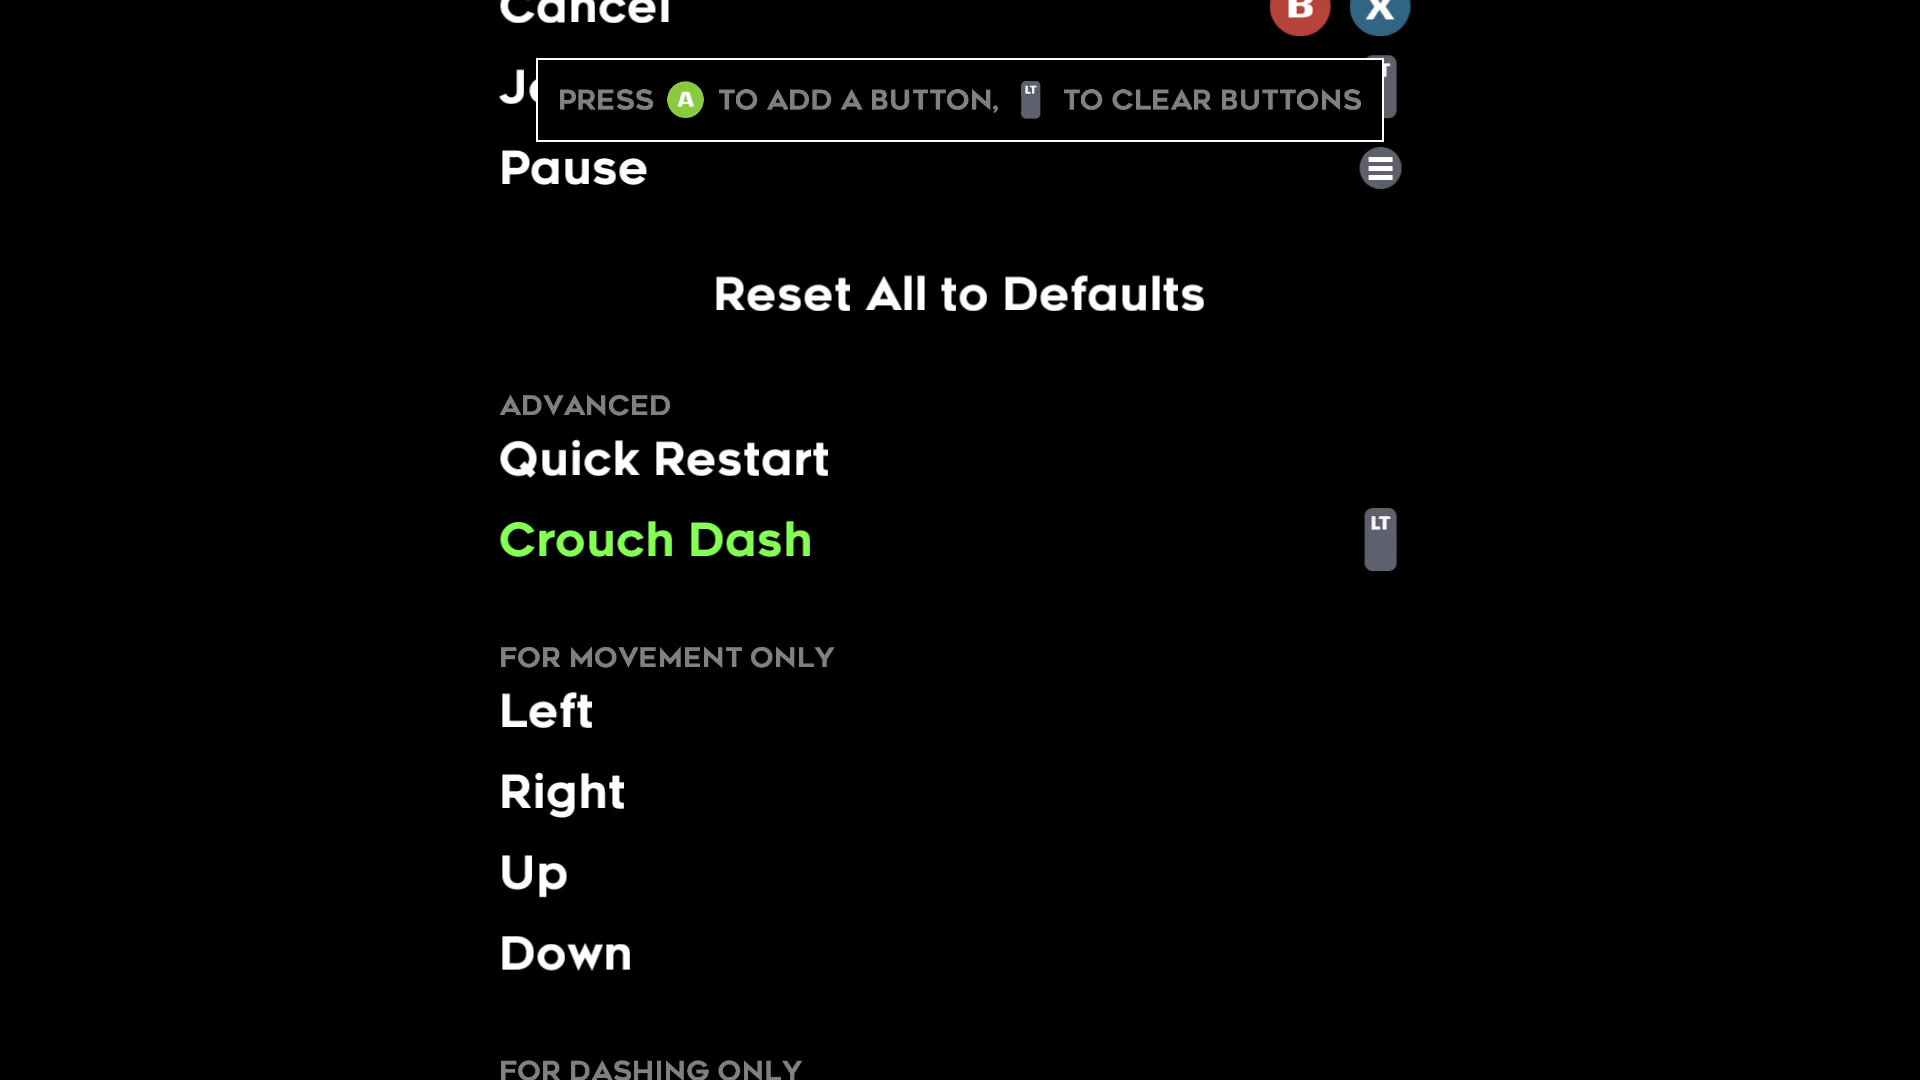 Cancel B X
PRESS A TO ADD A BUTTON, LT TO CLEAR BUTTONS
Pause
Reset All to Defaults
ADVANCED
Quick Restart
Crouch Dash LT
FOR MOVEMENT ONLY
Left
Right
Up
Down
FOR DASHING ONLY